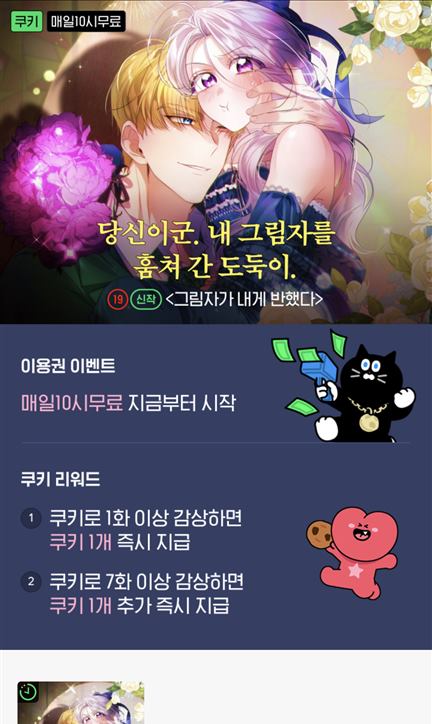 쿠키 매일10시무료
당신이군. 내 그림자를
훔쳐 간 도둑이.
19 신작 <그림자가 내게 반했다>
이용권 이벤트
매일10시무료 지금부터 시작
쿠키 리워드
1 쿠키로 1화 이상 감상하면
쿠키 1개 즉시 지급
2 쿠키로 7화 이상 감상하면
쿠키 1개 추가 즉시 지급